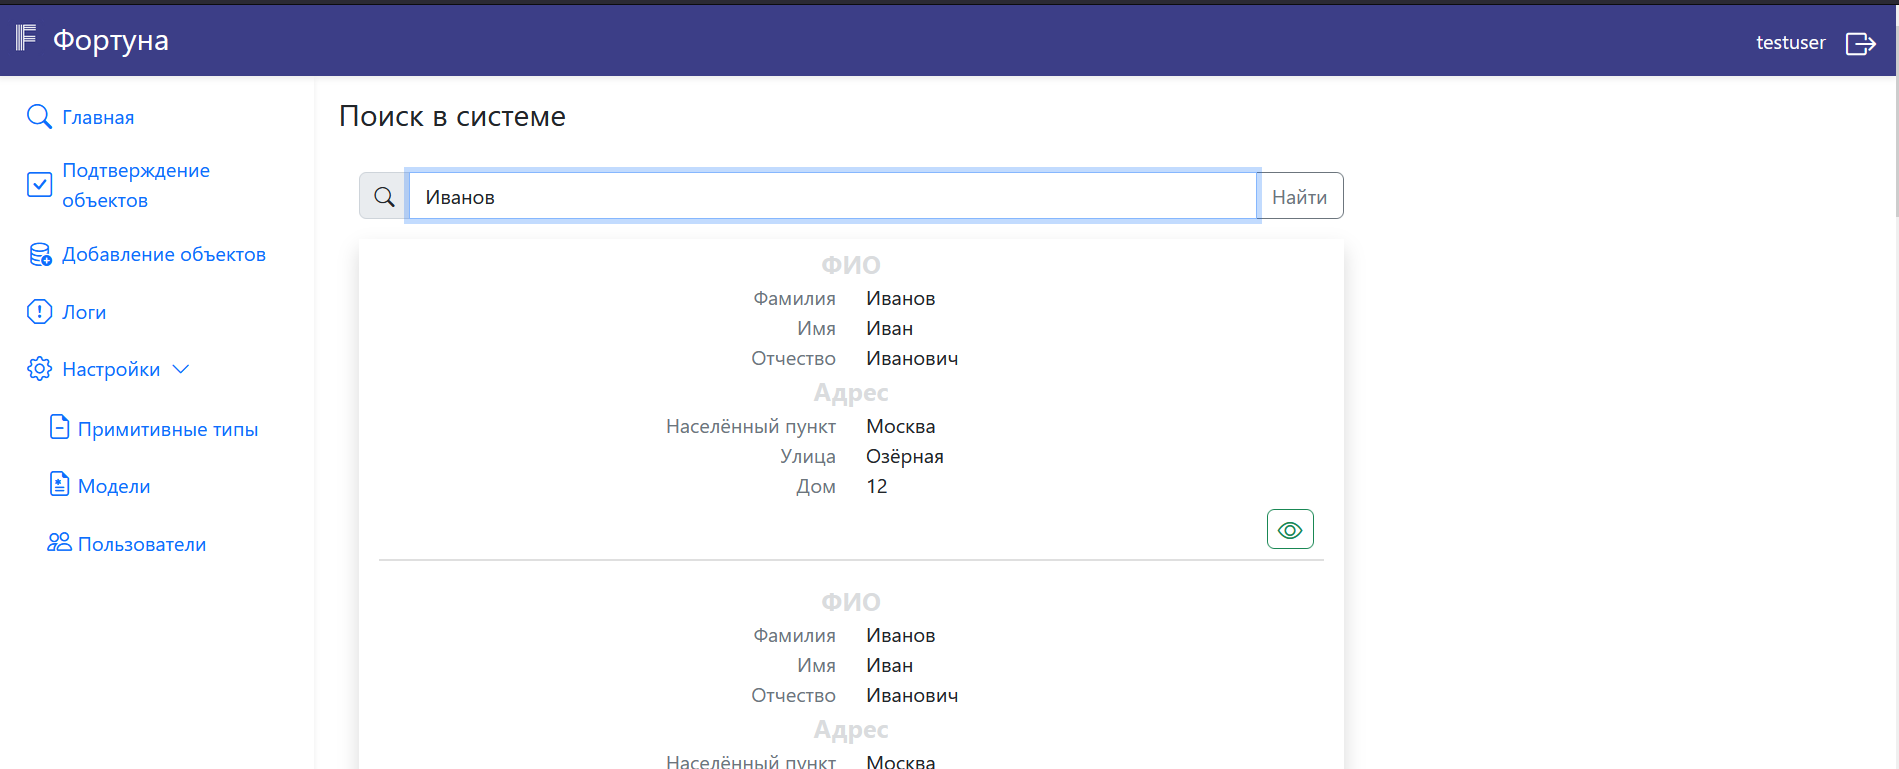 Фортуна
testuser
Главная
Подтверждение
объектов
Добавление объектов
Логи
Настройки
Примитивные типы
Модели
Пользователи
Поиск в системе
Иванов
Найти
ФИО
Фамилия Иванов
Имя Иван
Отчество Иванович
Адрес
Населённый пункт Москва
Улица Озёрная
Дом 12
ФИО
Фамилия Иванов
Имя Иван
Отчество Иванович
Адрес
Населённый пункт Москва